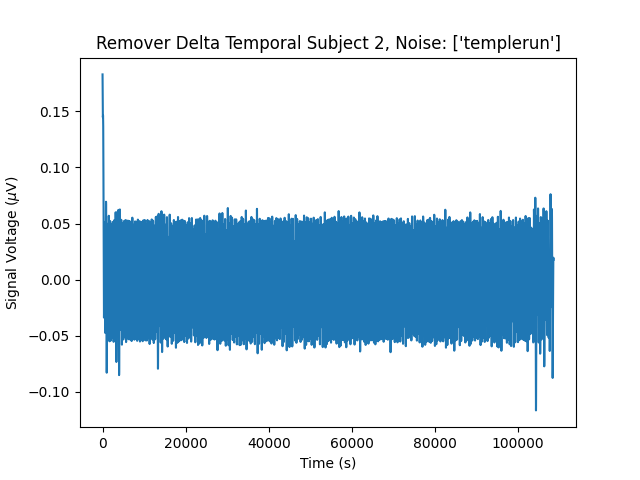 Remover Delta Temporal Subject 2, Noise: ['templerun']
Signal Voltage (μV)
0.15
0.10
0.05
0.00
−0.05
−0.10
0 20000 40000 60000 80000 100000
Time (s)